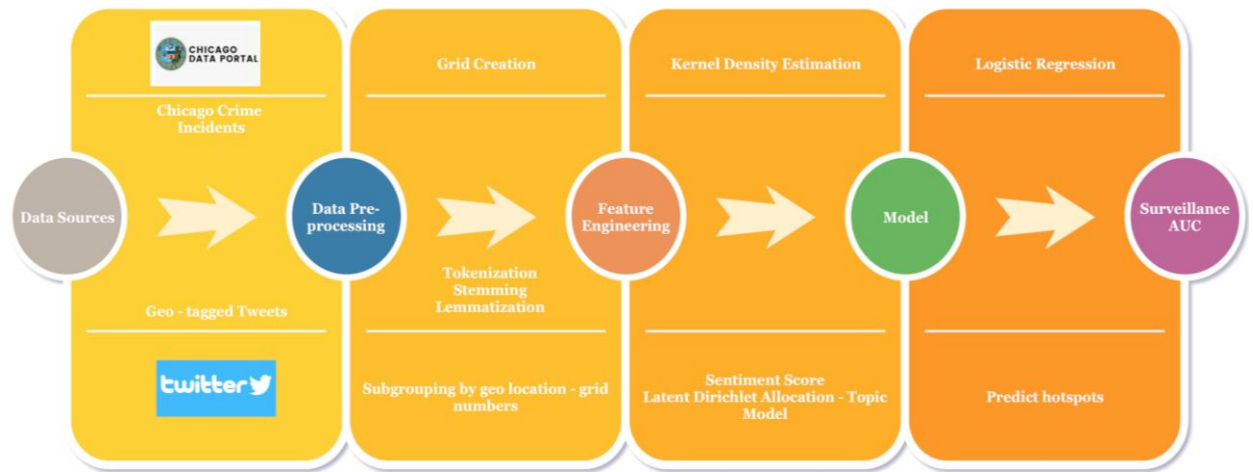 CHICAGO
DATA PORTAL
Chicago Crime
Incidents
Grid Creation
Kernel Density Estimation
Logistic Regression
Data Sources
Data Pre-
processing
Feature
Engineering
Model
Surveillance
AUC
Geo - tagged Tweets
Tokenization
Stemming
Lemmatization
twitter
Subgrouping by geo location - grid
numbers
Sentiment Score
Latent Dirichlet Allocation - Topic
Model
Predict hotspots